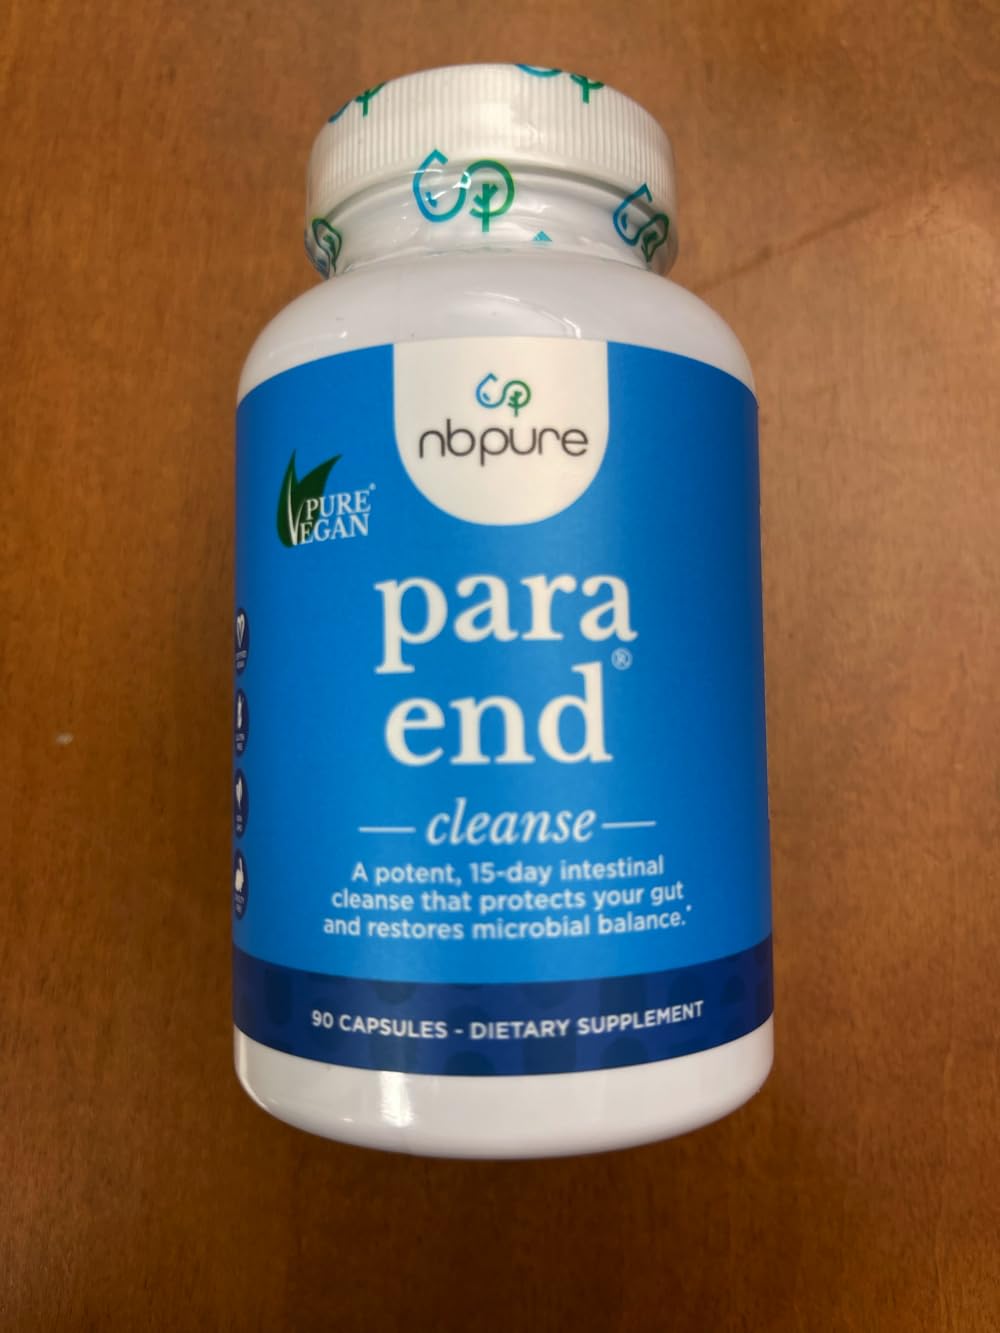 nbpure
PURE®
VEGAN
para
end®
cleanse
A potent, 15-day intestinal
cleanse that protects your gut
and restores microbial balance.*
90 CAPSULES - DIETARY SUPPLEMENT